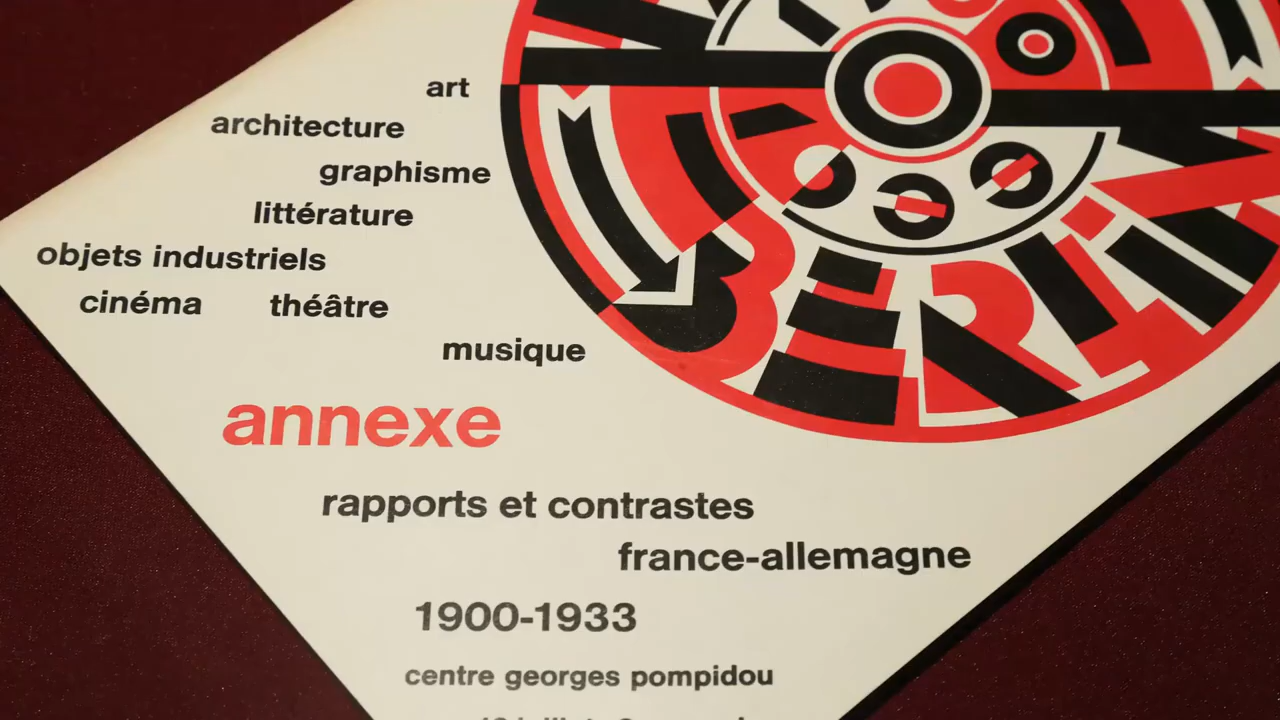 art
architecture
graphisme
littérature
objets industriels
cinéma théâtre
musique
BERLIN
annexe
rapports et contrastes
france-allemagne
1900-1933
centre georges pompidou